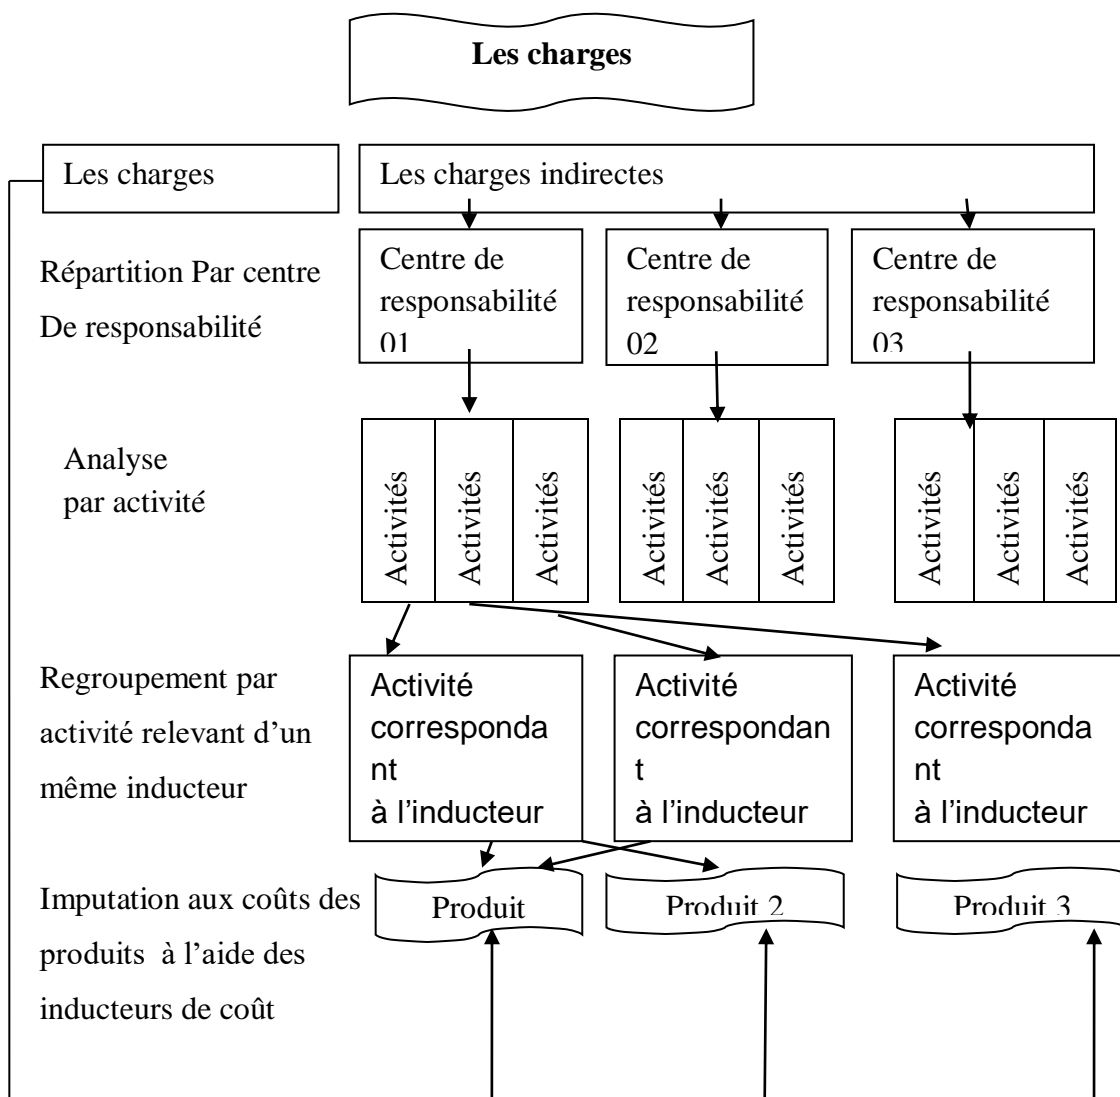 Les charges
Les charges
Les charges indirectes
Répartition Par centre
De responsabilité
Centre de
responsabilité
01
Centre de
responsabilité
02
Centre de
responsabilité
03
Analyse
par activité
Activités
Activités
Activités
Activités
Activités
Activités
Activités
Activités
Activités
Regroupement par
activité relevant d’un
même inducteur
Activité
corresponda
nt
à l’inducteur
Activité
correspondan
t
à l’inducteur
Activité
corresponda
nt
à l’inducteur
Imputation aux coûts des
produits à l’aide des
inducteurs de coût
Produit
Produit 2
Produit 3